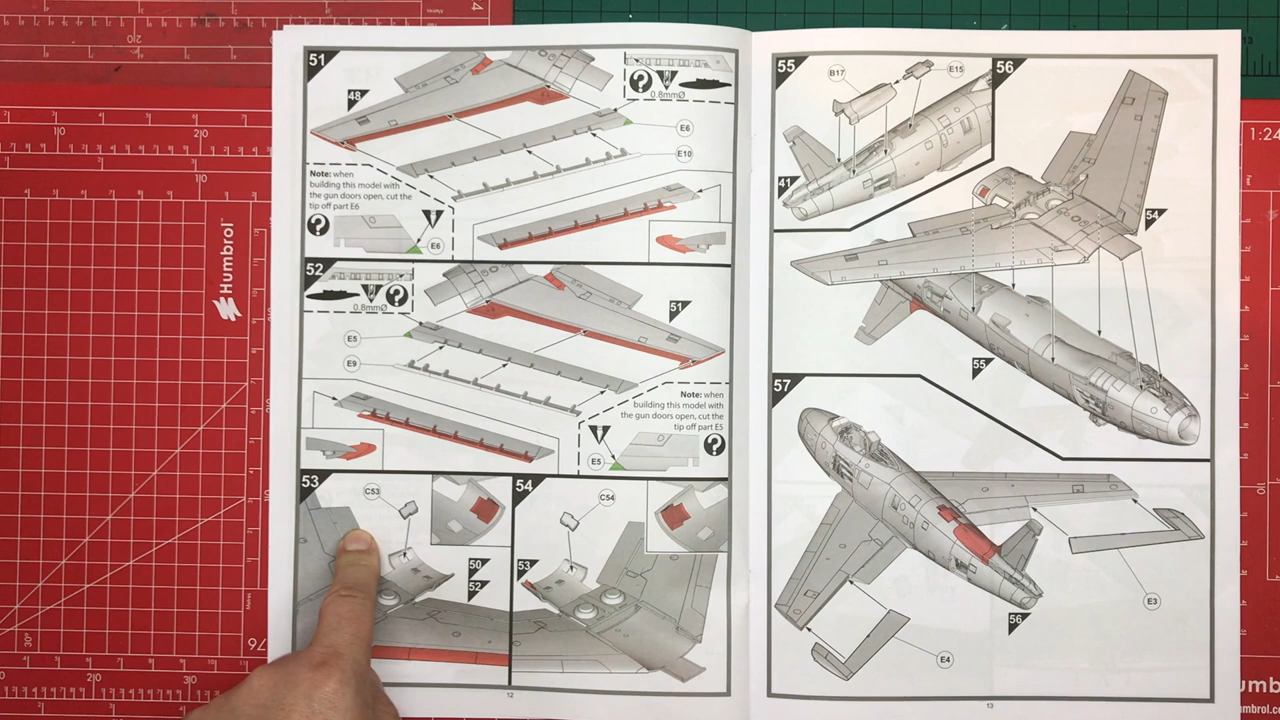 51
48
0.8mmØ
E6
E10
Note: when
building this model with
the gun doors open, cut the
tip off part E6
E6
52
0.8mmØ
51
E5
E9
Note: when
building this model with
the gun doors open, cut the
tip off part E5
E5
53
C53
50
52
54
C54
53
12
55
B17
E15
41
56
54
55
57
E3
E4
56
13
Humbrol™
1:24